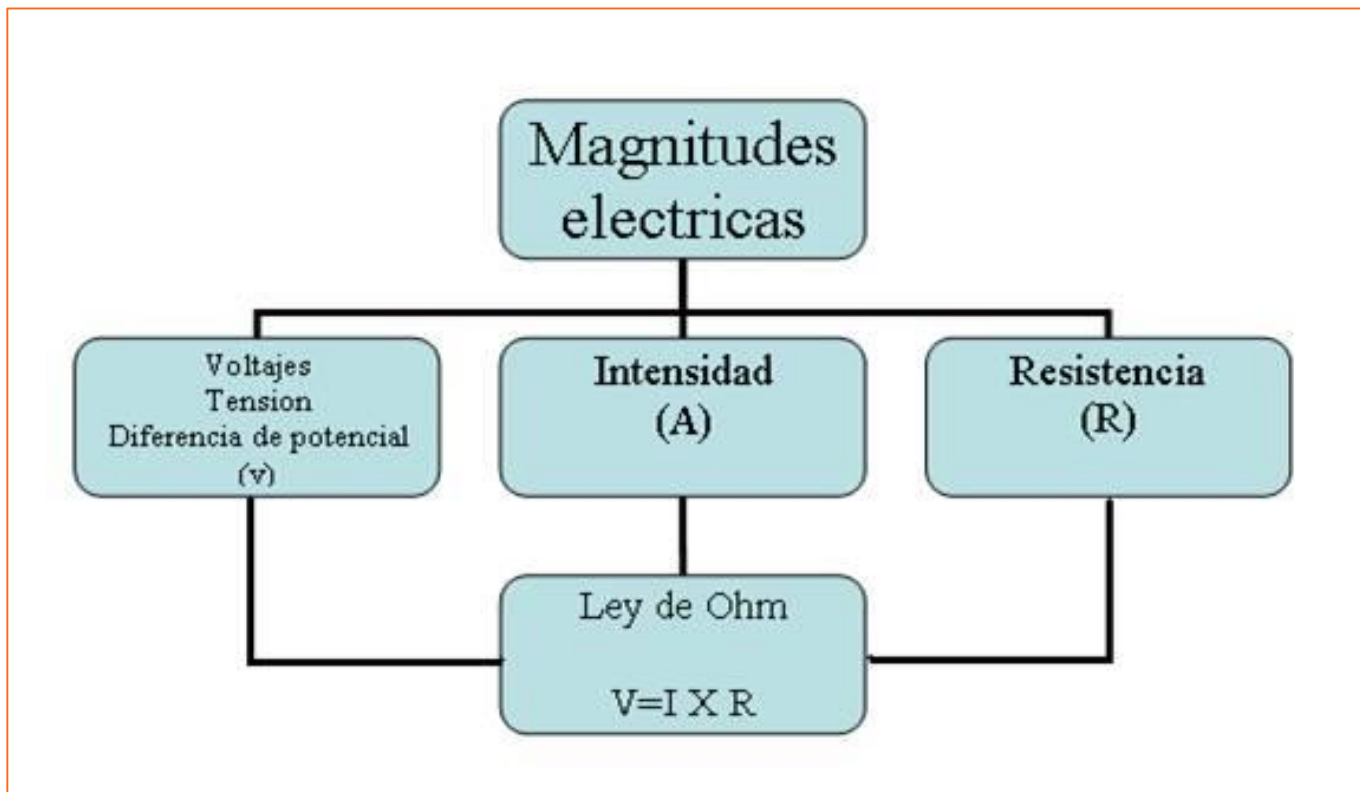 Magnitudes
electricas
Voltajes
Tension
Diferencia de potencial
(v)
Intensidad
(A)
Resistencia
(R)
Ley de Ohm
V=I X R